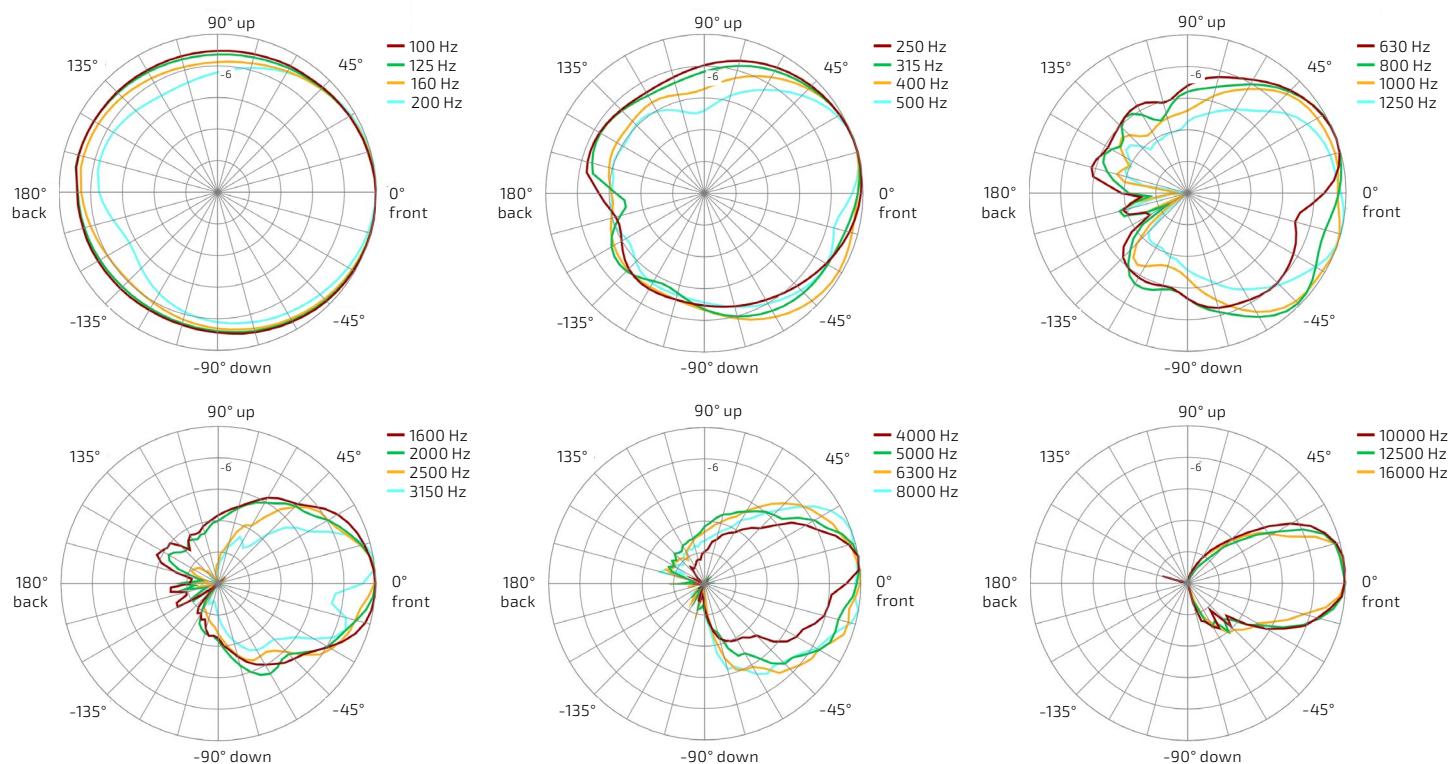 90° up
135°
45°
-6
180°
back
0°
front
-135°
-45°
-90° down
100 Hz
125 Hz
160 Hz
200 Hz
90° up
135°
45°
-6
180°
back
0°
front
-135°
-45°
-90° down
250 Hz
315 Hz
400 Hz
500 Hz
90° up
135°
45°
-6
180°
back
0°
front
-135°
-45°
-90° down
630 Hz
800 Hz
1000 Hz
1250 Hz
90° up
135°
45°
-6
180°
back
0°
front
-135°
-45°
-90° down
1600 Hz
2000 Hz
2500 Hz
3150 Hz
90° up
135°
45°
-6
180°
back
0°
front
-135°
-45°
-90° down
4000 Hz
5000 Hz
6300 Hz
8000 Hz
90° up
135°
45°
-6
180°
back
0°
front
-135°
-45°
-90° down
10000 Hz
12500 Hz
16000 Hz